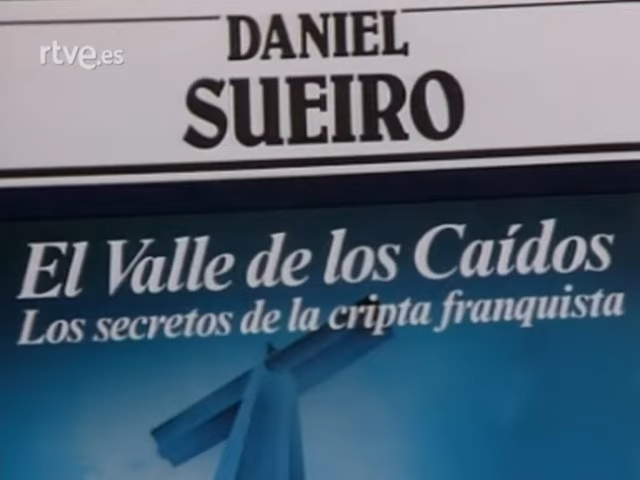 rtve.es
DANIEL
SUEIRO
El Valle de los Caídos
Los secretos de la cripta franquista